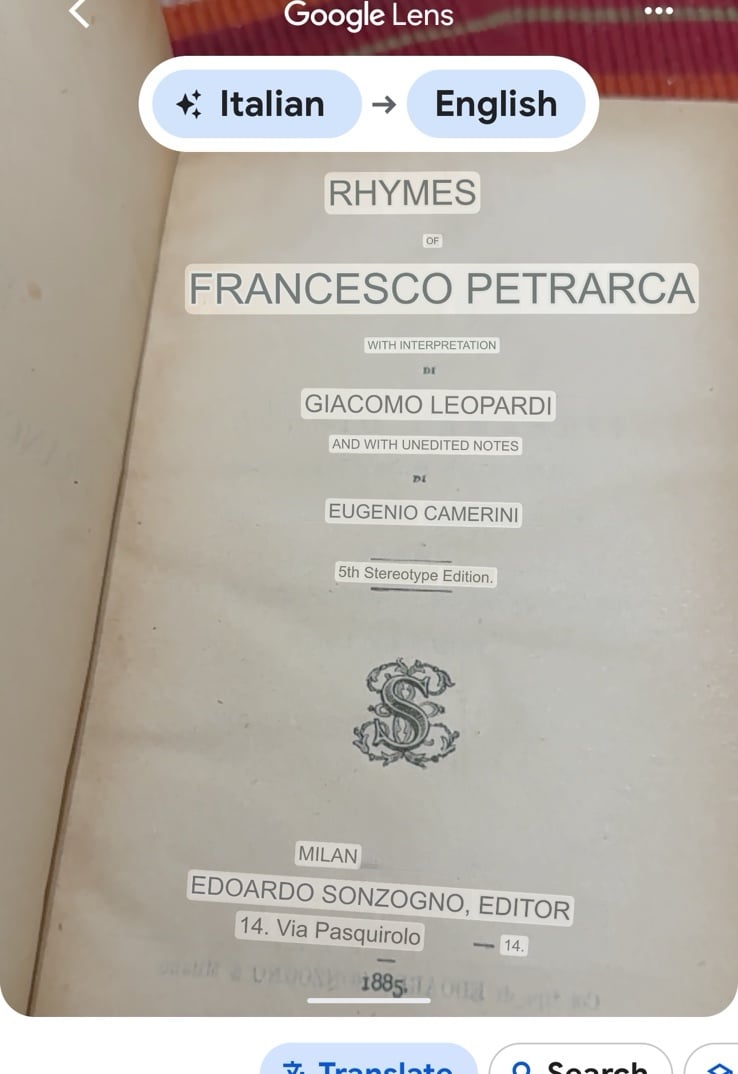 Google Lens
Italian → English
RHYMES
OF
FRANCESCO PETRARCA
WITH INTERPRETATION
DI
GIACOMO LEOPARDI
AND WITH UNEDITED NOTES
DI
EUGENIO CAMERINI
5th Stereotype Edition.
S
MILAN
EDOARDO SONZOGNO, EDITOR
14. Via Pasquirolo — 14.
1885.
Translate Search